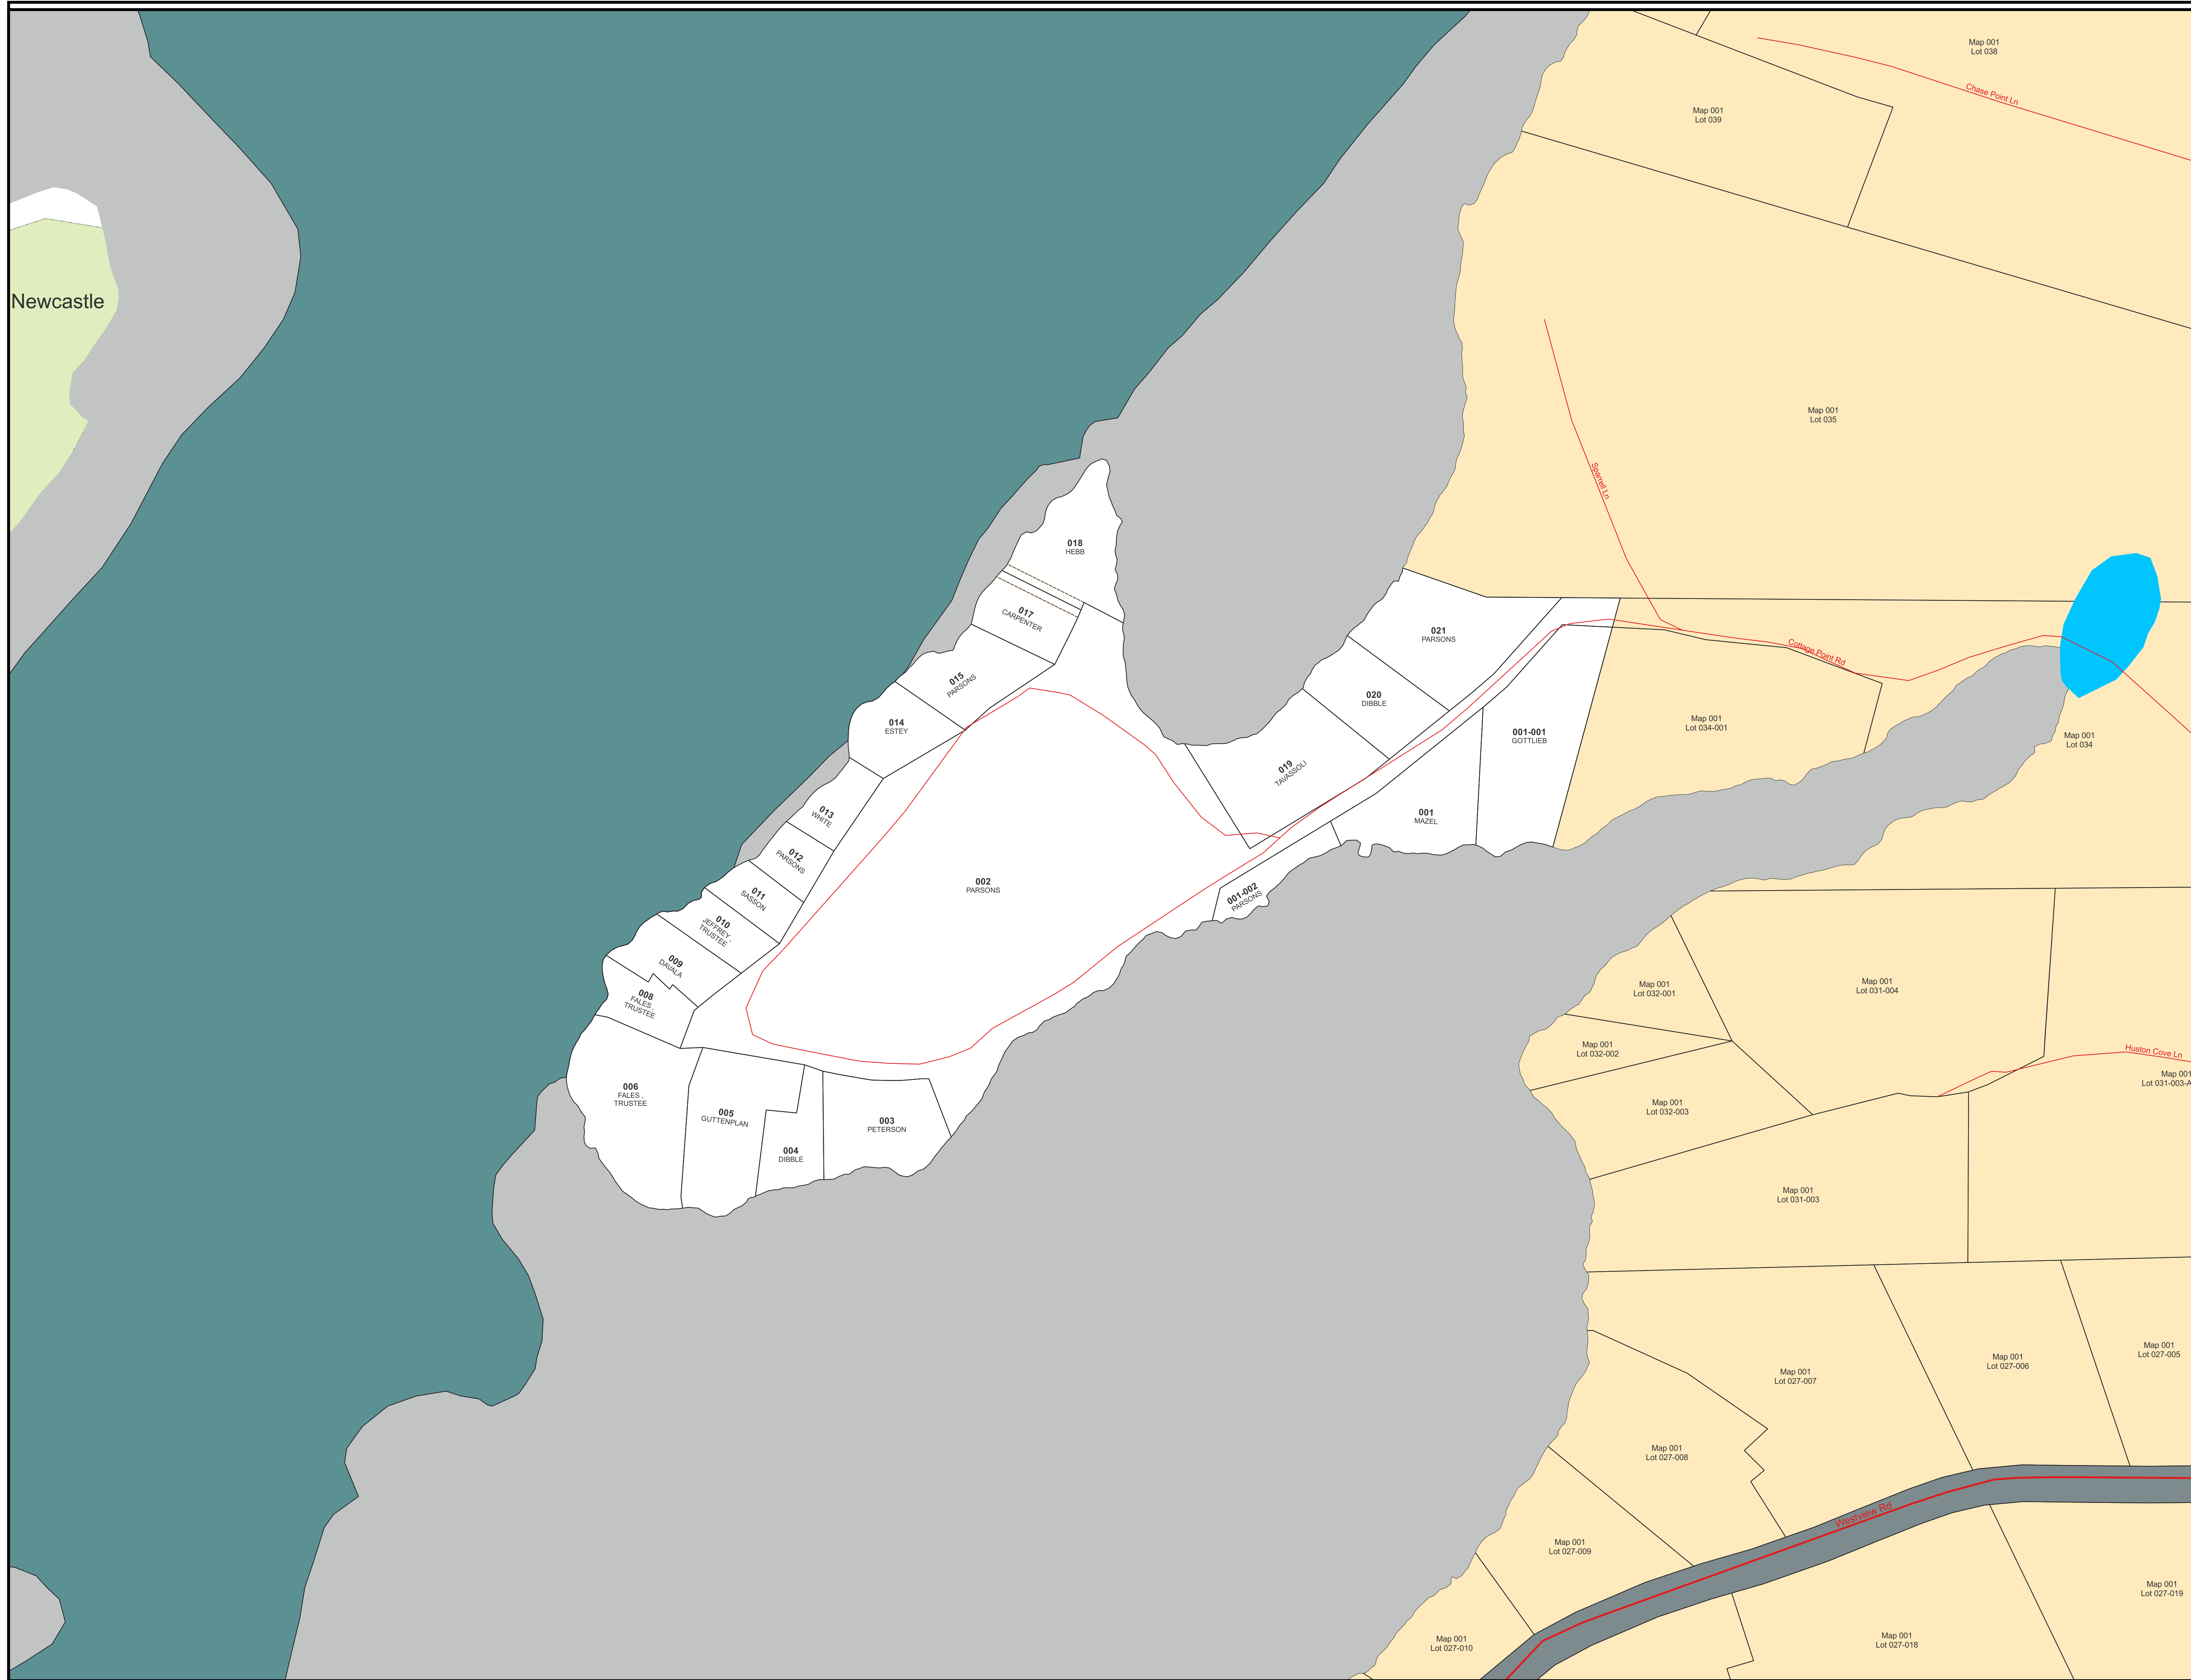 Map 001
Lot 038
Chase Point Ln
Map 001
Lot 039
Newcastle
Map 001
Lot 035
Sparrell Ln
018
HEBB
017
CARPENTER
021
PARSONS
Cottage Point Rd
015
PARSONS
020
DIBBLE
014
ESTEY
001-001
GOTTLIEB
Map 001
Lot 034-001
Map 001
Lot 034
019
TAVASSOLI
013
WHITE
001
MAZEL
012
PARSONS
002
PARSONS
011
SASSON
001-002
PARSONS
010
JEFFREY ,
TRUSTEE
009
DAVALA
008
FALES ,
TRUSTEE
Map 001
Lot 032-001
Map 001
Lot 031-004
Map 001
Lot 032-002
Huston Cove Ln
Map 001
Lot 031-003-A
006
FALES ,
TRUSTEE
005
GUTTENPLAN
003
PETERSON
004
DIBBLE
Map 001
Lot 032-003
Map 001
Lot 031-003
Map 001
Lot 027-005
Map 001
Lot 027-006
Map 001
Lot 027-007
Map 001
Lot 027-008
Westview Rd
Map 001
Lot 027-009
Map 001
Lot 027-019
Map 001
Lot 027-010
Map 001
Lot 027-018